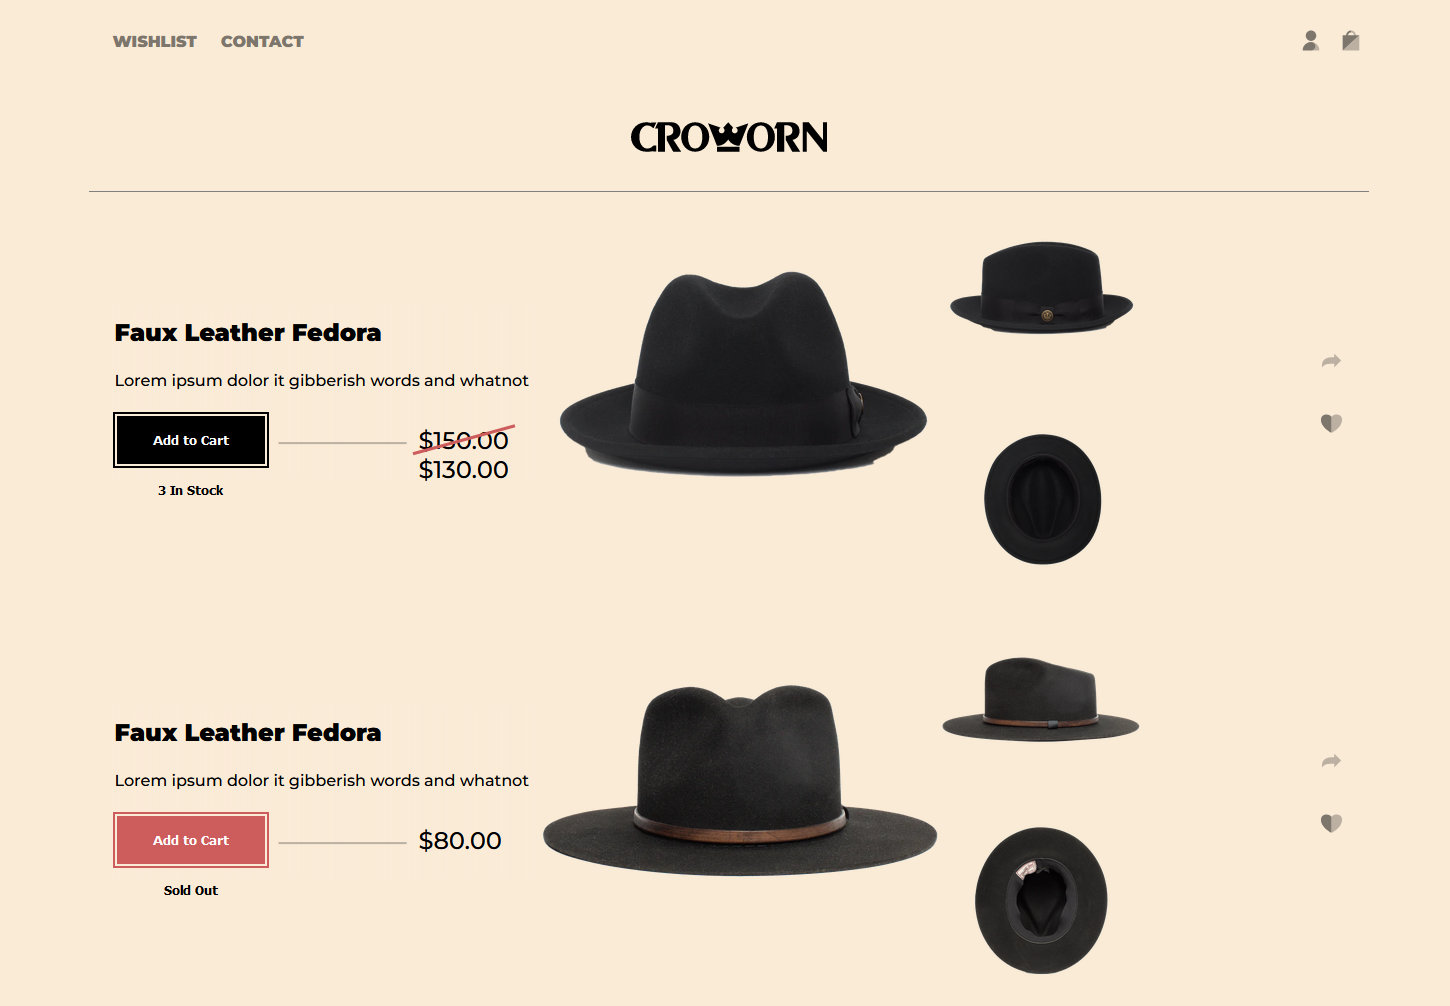 WISHLIST CONTACT
CROWORN
Faux Leather Fedora
Lorem ipsum dolor it gibberish words and whatnot
Add to Cart
$150.00
$130.00
3 In Stock
Faux Leather Fedora
Lorem ipsum dolor it gibberish words and whatnot
Add to Cart
$80.00
Sold Out